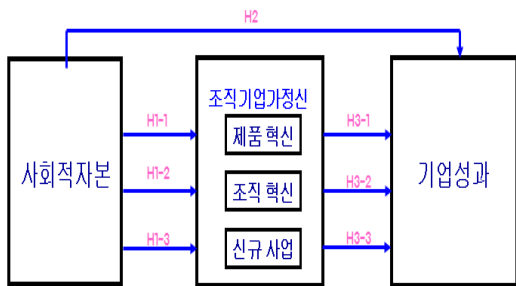 H2
조직기업가정신
H1-1
제품 혁신
H3-1
사회적자본
H1-2
조직 혁신
H3-2
기업성과
H1-3
신규 사업
H3-3